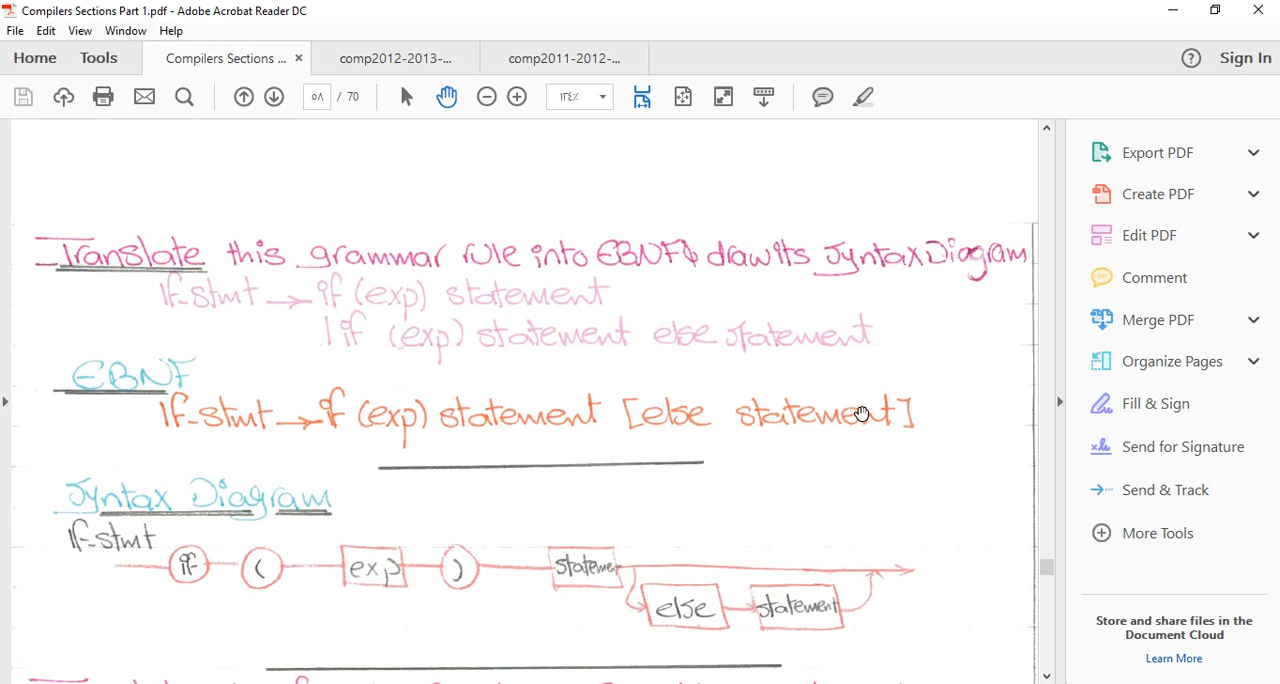 Compilers Sections Part 1.pdf - Adobe Acrobat Reader DC
File Edit View Window Help
Home Tools Compilers Sections ... × comp2012-2013-... comp2011-2012-... ? Sign In
٥٨ / 70 ١٣٤٪
Export PDF
Create PDF
Edit PDF
Comment
Merge PDF
Organize Pages
Fill & Sign
Send for Signature
Send & Track
More Tools
Store and share files in the
Document Cloud
Learn More
Translate this grammar rule into EBNF & draw its Syntax Diagram
If-stmt → if (exp) statement
| if (exp) statement else statement
EBNF
If-stmt → if (exp) statement [else statement]
Syntax Diagram
If-stmt
if ( exp ) statement
else statement